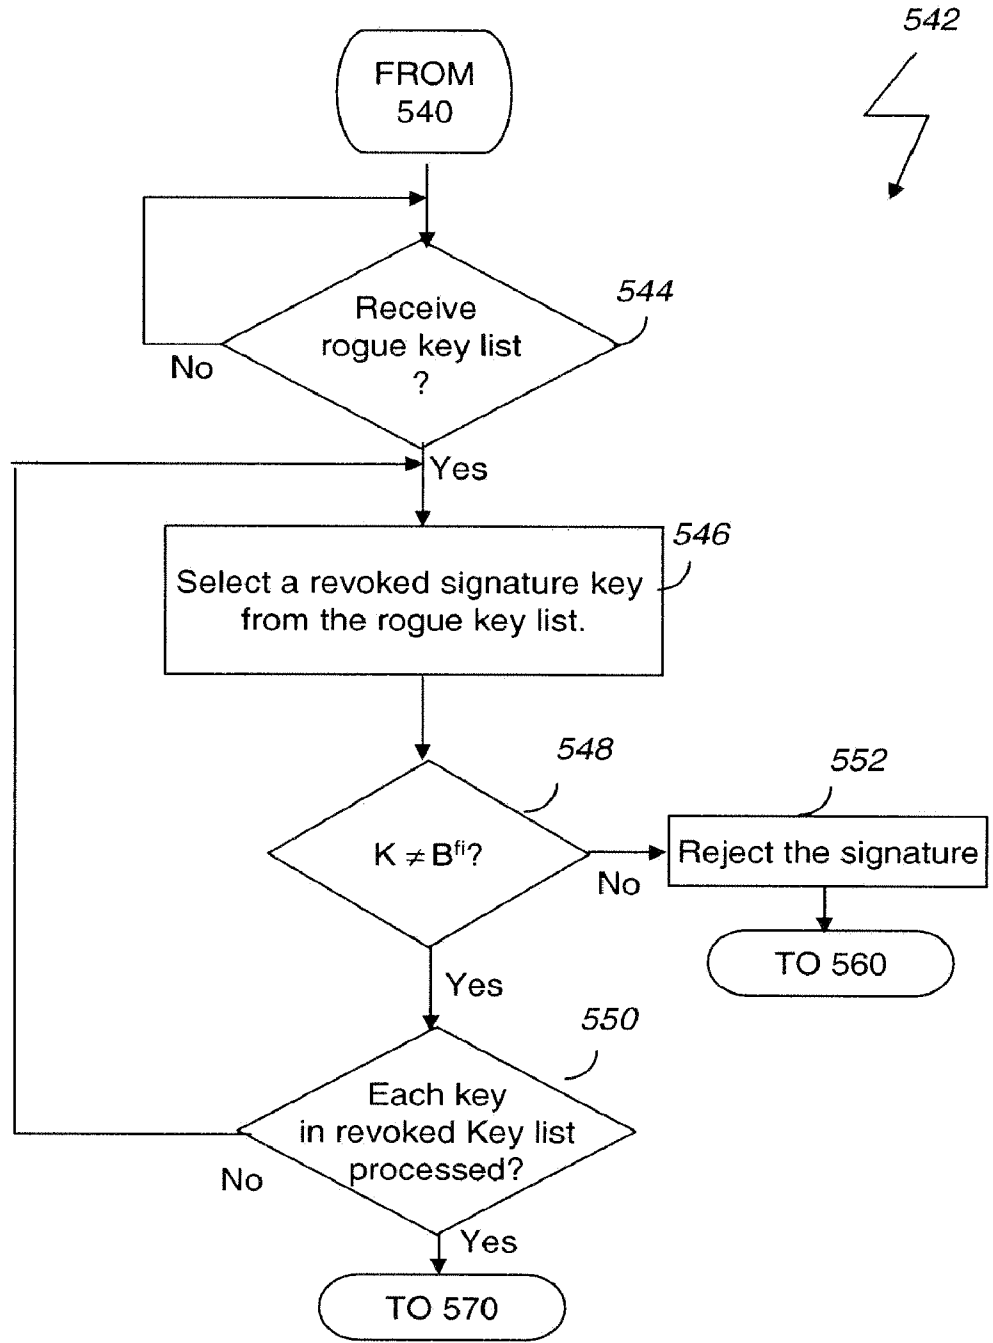 542
FROM
540
544
Receive
rogue key list
?
No
Yes
546
Select a revoked signature key
from the rogue key list.
548
552
K ≠ Bᶠⁱ?
Reject the signature
No
TO 560
Yes
550
Each key
in revoked Key list
processed?
No
Yes
TO 570